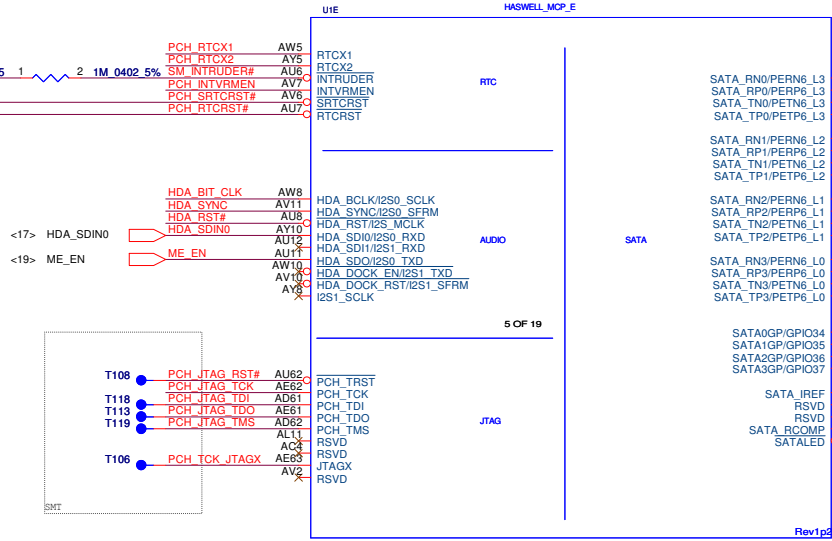 U1E
HASWELL_MCP_E
PCH_RTCX1 AW5 RTCX1
PCH_RTCX2 AY5 RTCX2
5 1 2 1M_0402_5% SM_INTRUDER# AU6 INTRUDER
PCH_INTVRMEN AV7 INTVRMEN
PCH_SRTCRST# AV6 SRTCRST
PCH_RTCRST# AU7 RTCRST
RTC
SATA_RN0/PERN6_L3
SATA_RP0/PERP6_L3
SATA_TN0/PETN6_L3
SATA_TP0/PETP6_L3
SATA_RN1/PERN6_L2
SATA_RP1/PERP6_L2
SATA_TN1/PETN6_L2
SATA_TP1/PETP6_L2
HDA_BIT_CLK AW8 HDA_BCLK/I2S0_SCLK
HDA_SYNC AV11 HDA_SYNC/I2S0_SFRM
HDA_RST# AU8 HDA_RST/I2S_MCLK
<17> HDA_SDIN0 HDA_SDIN0 AY10 HDA_SDI0/I2S0_RXD
AU12 HDA_SDI1/I2S1_RXD
<19> ME_EN ME_EN AU11 HDA_SDO/I2S0_TXD
AW10 HDA_DOCK_EN/I2S1_TXD
AV10 HDA_DOCK_RST/I2S1_SFRM
AY8 I2S1_SCLK
AUDIO
SATA
SATA_RN2/PERN6_L1
SATA_RP2/PERP6_L1
SATA_TN2/PETN6_L1
SATA_TP2/PETP6_L1
SATA_RN3/PERN6_L0
SATA_RP3/PERP6_L0
SATA_TN3/PETN6_L0
SATA_TP3/PETP6_L0
5 OF 19
SATA0GP/GPIO34
SATA1GP/GPIO35
SATA2GP/GPIO36
SATA3GP/GPIO37
T108 PCH_JTAG_RST# AU62 PCH_TRST
PCH_JTAG_TCK AE62 PCH_TCK
T118 PCH_JTAG_TDI AD61 PCH_TDI
T113 PCH_JTAG_TDO AE61 PCH_TDO
T119 PCH_JTAG_TMS AD62 PCH_TMS
AL11 RSVD
AC4 RSVD
T106 PCH_TCK_JTAGX AE63 JTAGX
AV2 RSVD
JTAG
SATA_IREF
RSVD
RSVD
SATA_RCOMP
SATALED
SMT
Rev1p2